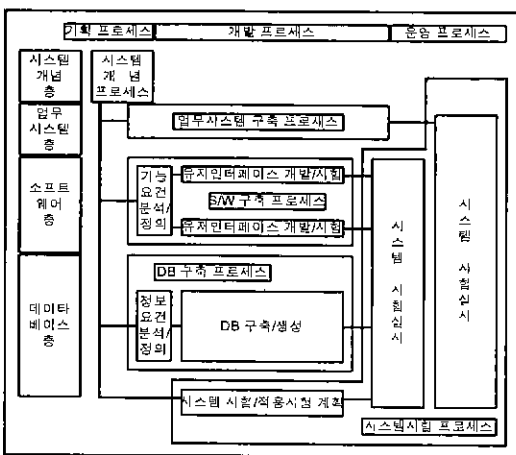 기획 프로세스
개발 프로세스
운영 프로세스
시스템
개념
층
시스템
개 념
프로세스
업무
시스템
층
업무시스템 구축 프로세스
소프트
웨어
층
기능
요건
분석/
정의
유저인터페이스 개발/시험
S/W 구축 프로세스
유저인터페이스 개발/시험
시스템 시험실시
시스템 시험실시
데이타
베이스
층
DB 구축 프로세스
정보
요건
분석/
정의
DB 구축/생성
시스템 시험/적용시험 계획
시스템시험 프로세스